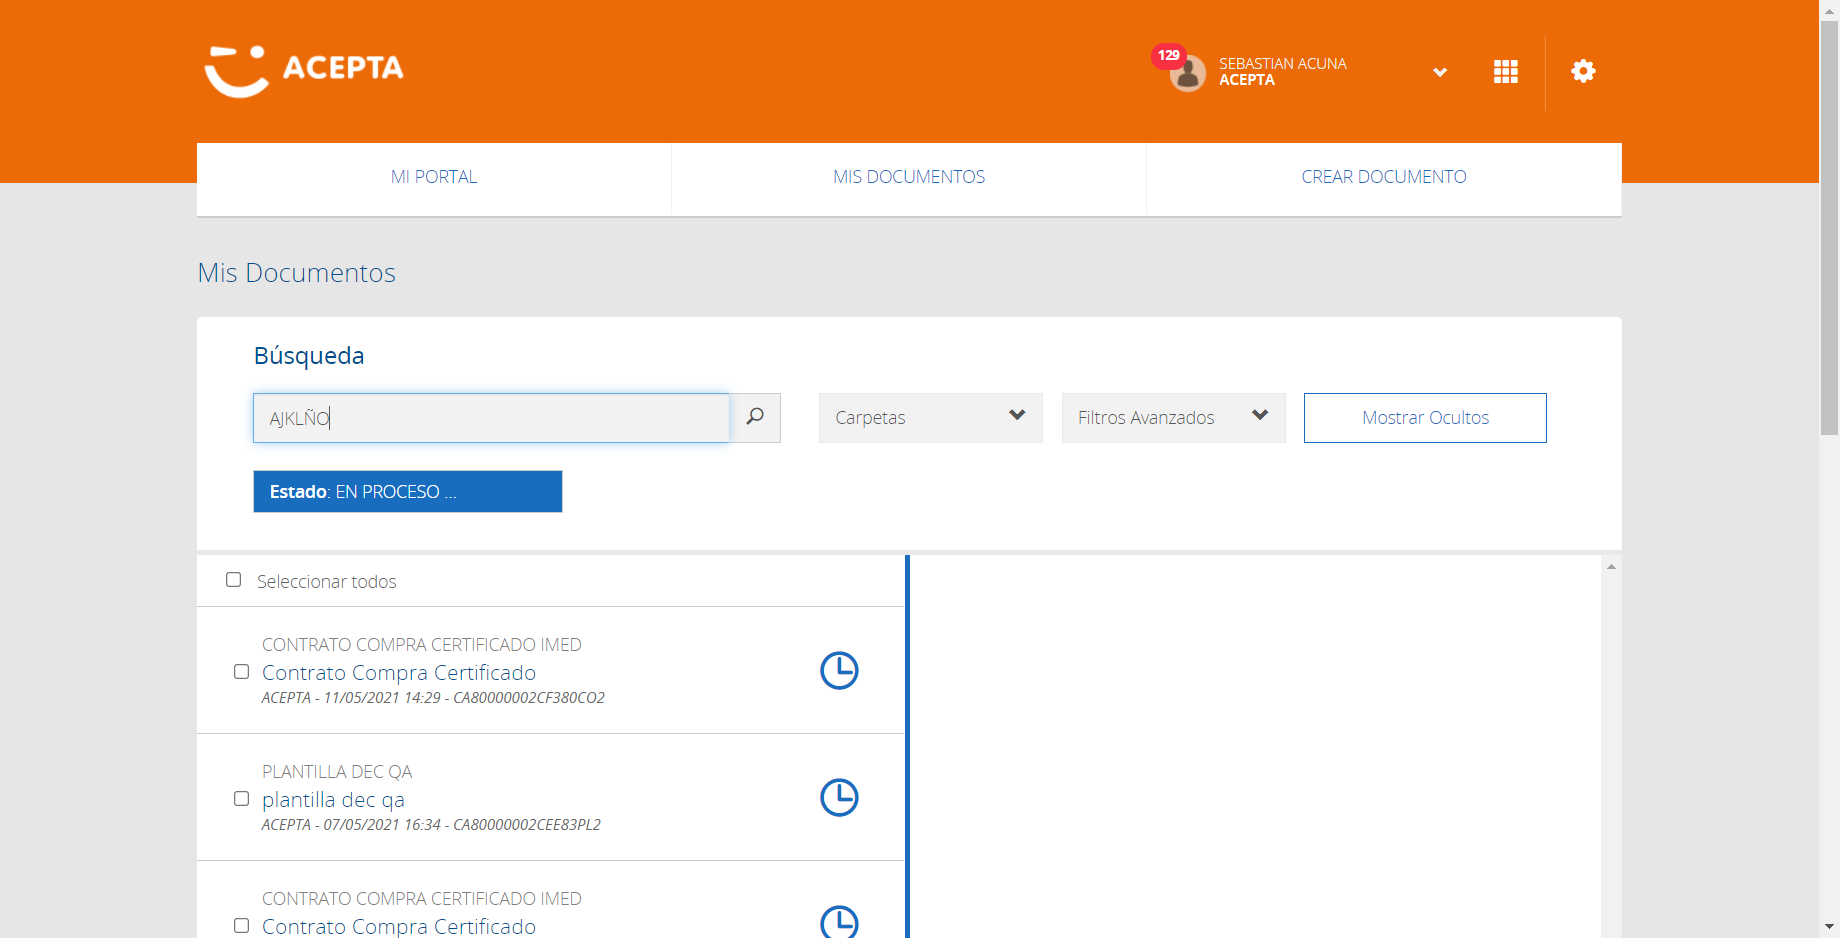 ACEPTA
129
SEBASTIAN ACUNA
ACEPTA
MI PORTAL
MIS DOCUMENTOS
CREAR DOCUMENTO
Mis Documentos
Búsqueda
AJKLÑO
Carpetas
Filtros Avanzados
Mostrar Ocultos
Estado: EN PROCESO ...
Seleccionar todos
CONTRATO COMPRA CERTIFICADO IMED
Contrato Compra Certificado
ACEPTA - 11/05/2021 14:29 - CA80000002CF380CO2
PLANTILLA DEC QA
plantilla dec qa
ACEPTA - 07/05/2021 16:34 - CA80000002CEE83PL2
CONTRATO COMPRA CERTIFICADO IMED
Contrato Compra Certificado